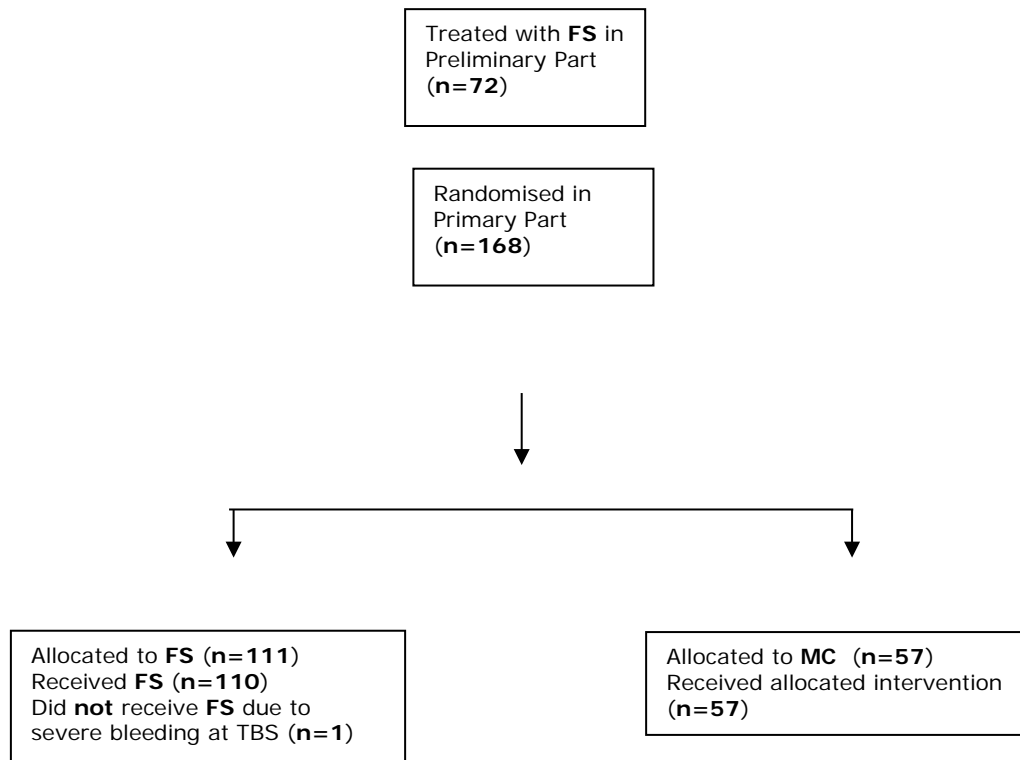 Treated with FS in
Preliminary Part
(n=72)
Randomised in
Primary Part
(n=168)
Allocated to FS (n=111)
Received FS (n=110)
Did not receive FS due to
severe bleeding at TBS (n=1)
Allocated to MC (n=57)
Received allocated intervention
(n=57)